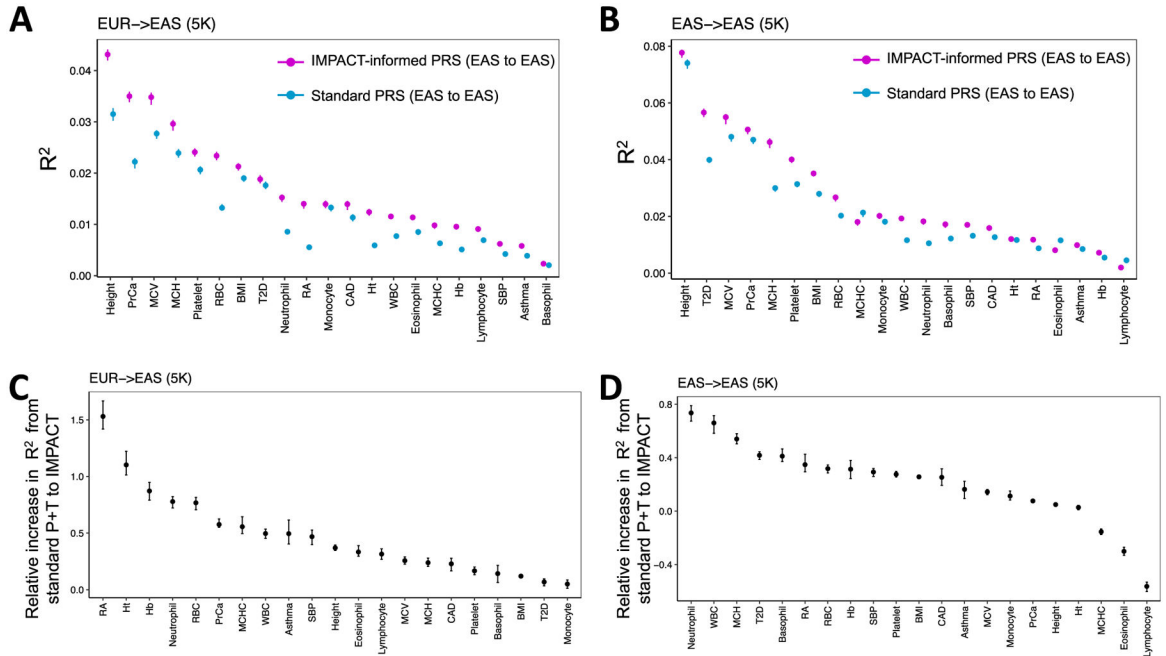 A
EUR->EAS (5K)
R²
0.04
0.03
0.02
0.01
0.00
IMPACT-informed PRS (EAS to EAS)
Standard PRS (EAS to EAS)
Height PrCa MCV MCH Platelet RBC BMI T2D Neutrophil RA Monocyte CAD Ht WBC Eosinophil MCHC Hb Lymphocyte SBP Asthma Basophil
B
EAS->EAS (5K)
R²
0.08
0.06
0.04
0.02
0.00
IMPACT-informed PRS (EAS to EAS)
Standard PRS (EAS to EAS)
Height T2D MCV PrCa MCH Platelet BMI RBC MCHC Monocyte WBC Neutrophil Basophil SBP CAD Ht RA Eosinophil Asthma Hb Lymphocyte
C
EUR->EAS (5K)
Relative increase in R² from
standard P+T to IMPACT
1.5
1.0
0.5
0.0
RA Ht Hb Neutrophil RBC PrCa MCHC WBC Asthma SBP Height Eosinophil Lymphocyte MCV MCH CAD Platelet Basophil BMI T2D Monocyte
D
EAS->EAS (5K)
Relative increase in R² from
standard P+T to IMPACT
0.8
0.4
0.0
−0.4
Neutrophil WBC MCH T2D Basophil RA RBC Hb SBP Platelet BMI CAD Asthma MCV Monocyte PrCa Height Ht MCHC Eosinophil Lymphocyte